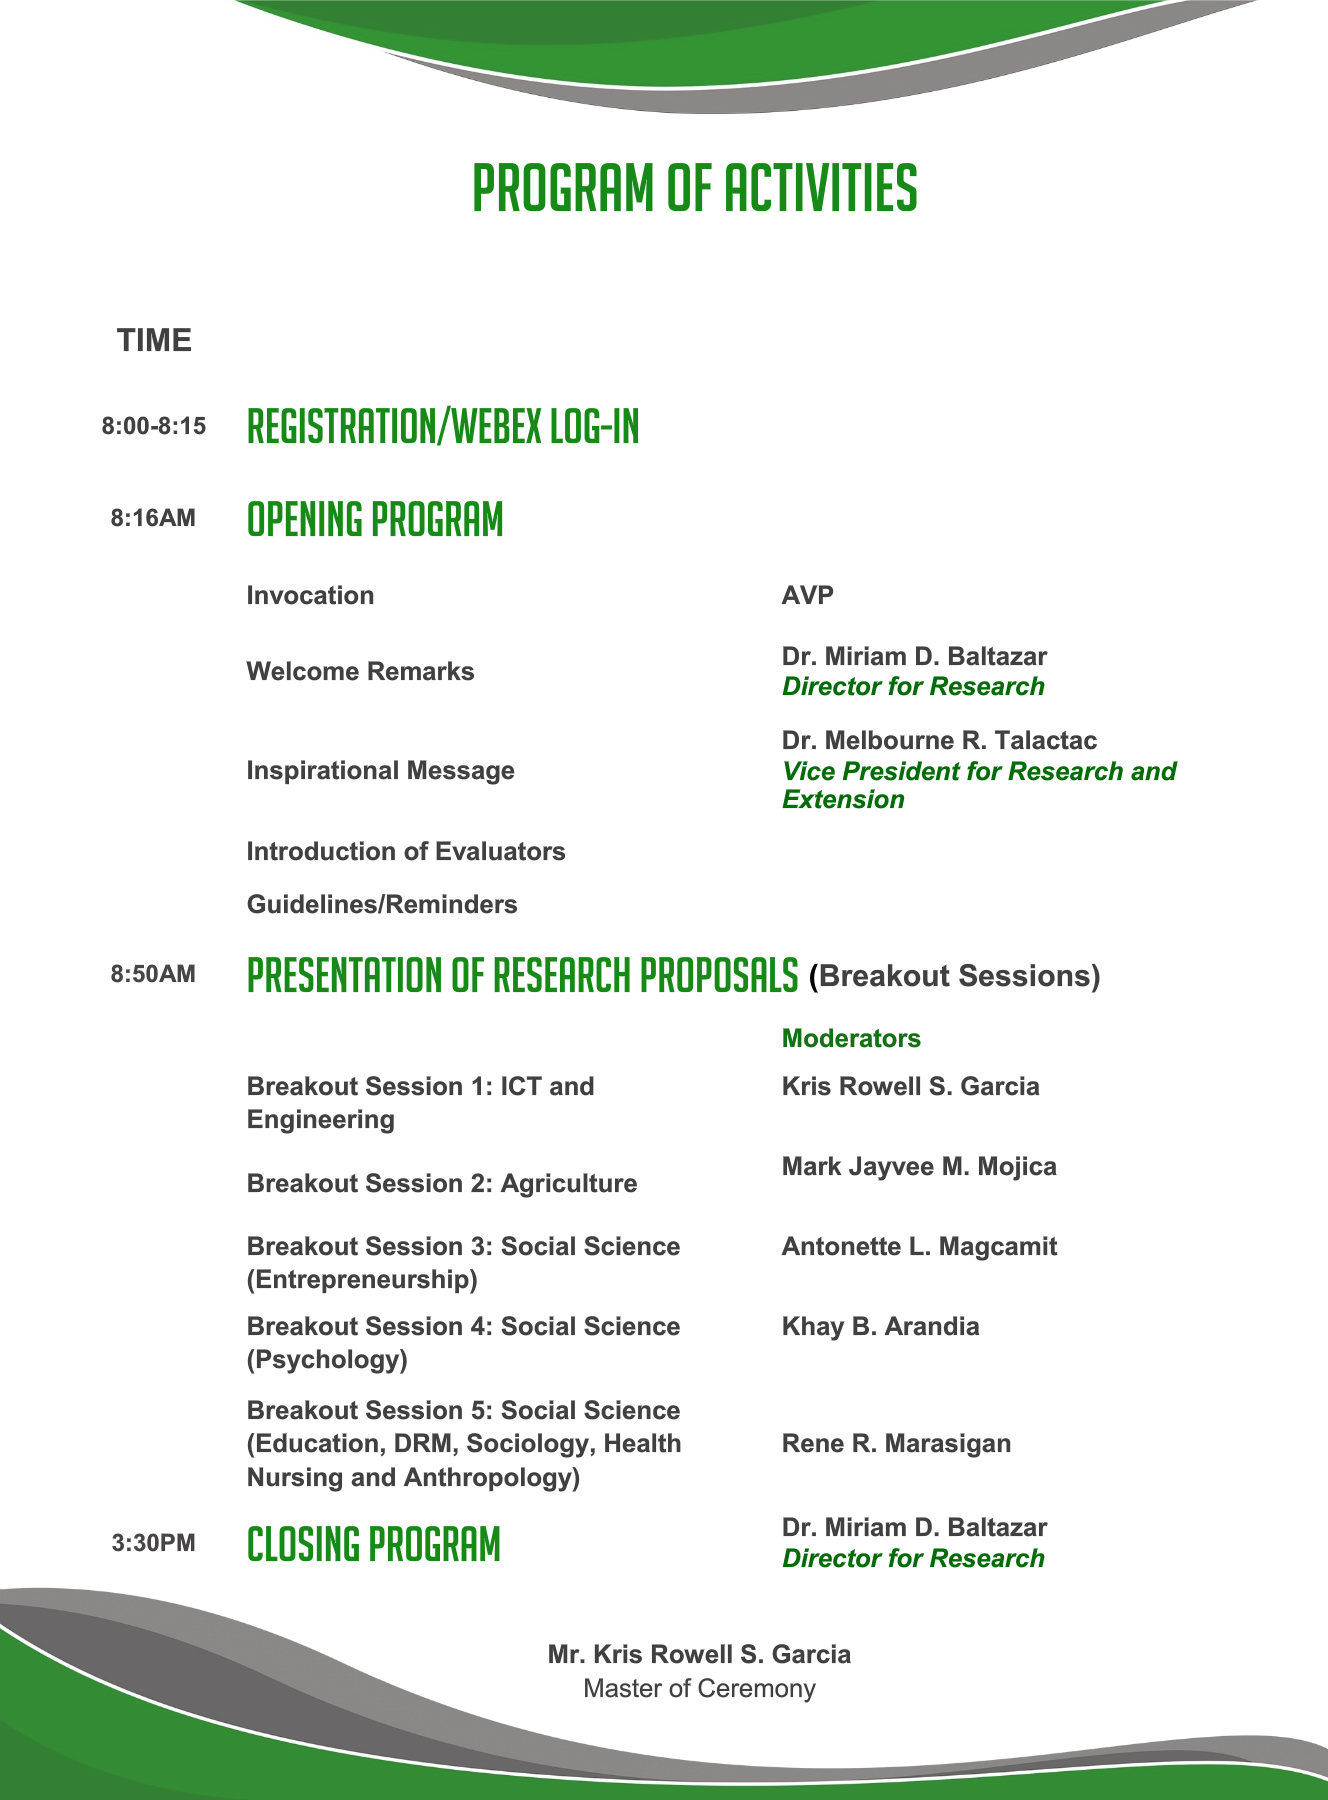 PROGRAM OF ACTIVITIES
TIME
8:00-8:15 REGISTRATION/WEBEX LOG-IN
8:16AM OPENING PROGRAM
Invocation AVP
Welcome Remarks
Dr. Miriam D. Baltazar
Director for Research
Inspirational Message
Dr. Melbourne R. Talactac
Vice President for Research and
Extension
Introduction of Evaluators
Guidelines/Reminders
8:50AM PRESENTATION OF RESEARCH PROPOSALS (Breakout Sessions)
Moderators
Breakout Session 1: ICT and
Engineering
Kris Rowell S. Garcia
Breakout Session 2: Agriculture
Mark Jayvee M. Mojica
Breakout Session 3: Social Science
(Entrepreneurship)
Antonette L. Magcamit
Breakout Session 4: Social Science
(Psychology)
Khay B. Arandia
Breakout Session 5: Social Science
(Education, DRM, Sociology, Health
Nursing and Anthropology)
Rene R. Marasigan
3:30PM CLOSING PROGRAM
Dr. Miriam D. Baltazar
Director for Research
Mr. Kris Rowell S. Garcia
Master of Ceremony